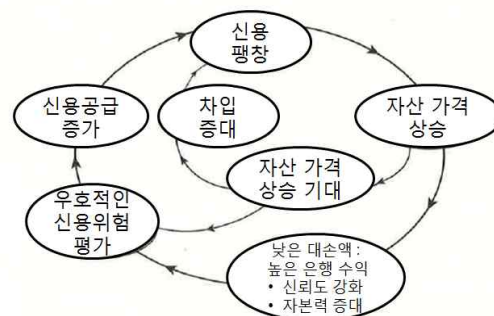 신용
팽창
신용공급
증가
차입
증대
자산 가격
상승
자산 가격
상승 기대
우호적인
신용위험
평가
낮은 대손액 :
높은 은행 수익
• 신뢰도 강화
• 자본력 증대